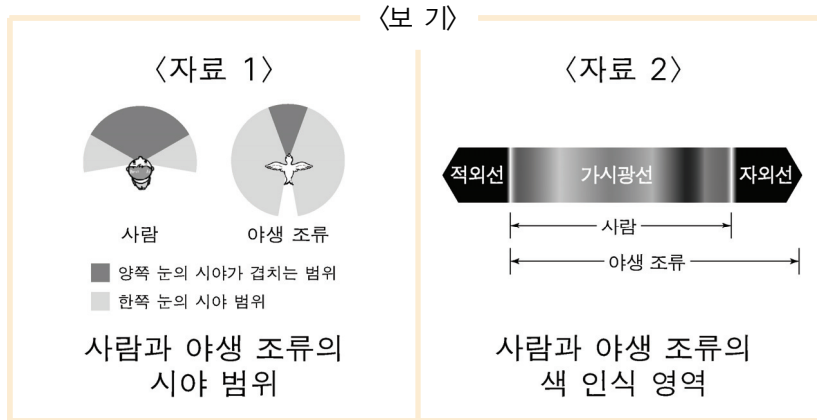 〈보 기〉
〈자료 1〉
사람
야생 조류
양쪽 눈의 시야가 겹치는 범위
한쪽 눈의 시야 범위
사람과 야생 조류의
시야 범위
〈자료 2〉
적외선
가시광선
자외선
사람
야생 조류
사람과 야생 조류의
색 인식 영역